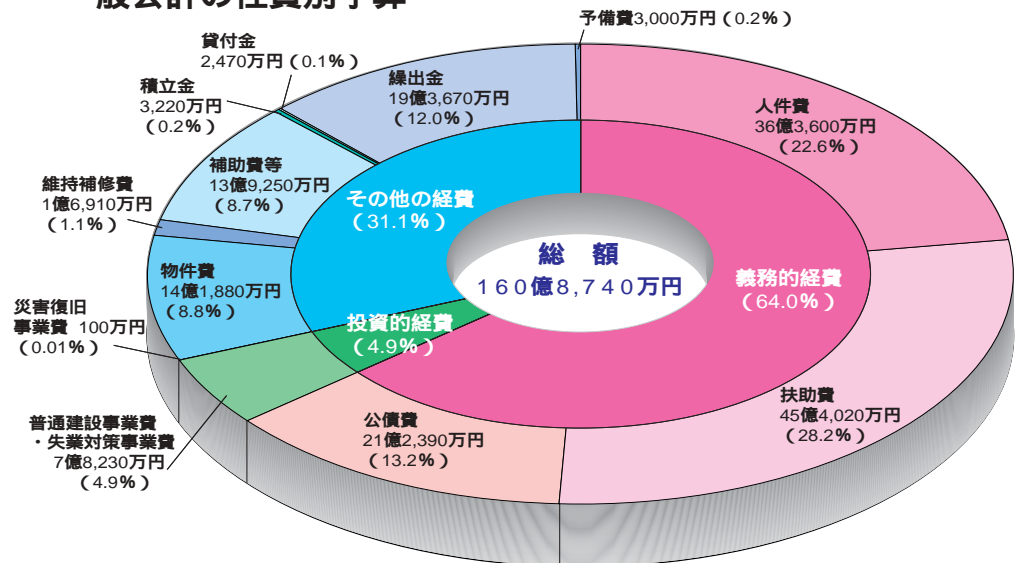 般会計の性質別予算
予備費3,000万円(0.2%)
貸付金
2,470万円(0.1%)
積立金
3,220万円
(0.2%)
繰出金
19億3,670万円
(12.0%)
人件費
36億3,600万円
(22.6%)
補助費等
13億9,250万円
(8.7%)
維持補修費
1億6,910万円
(1.1%)
その他の経費
(31.1%)
総 額
160億8,740万円
義務的経費
(64.0%)
物件費
14億1,880万円
(8.8%)
災害復旧
事業費 100万円
(0.01%)
投資的経費
(4.9%)
扶助費
45億4,020万円
(28.2%)
公債費
21億2,390万円
(13.2%)
普通建設事業費
・失業対策事業費
7億8,230万円
(4.9%)